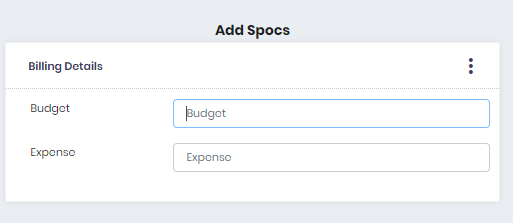 Add Spocs
Billing Details
Budget
Budget
Expense
Expense